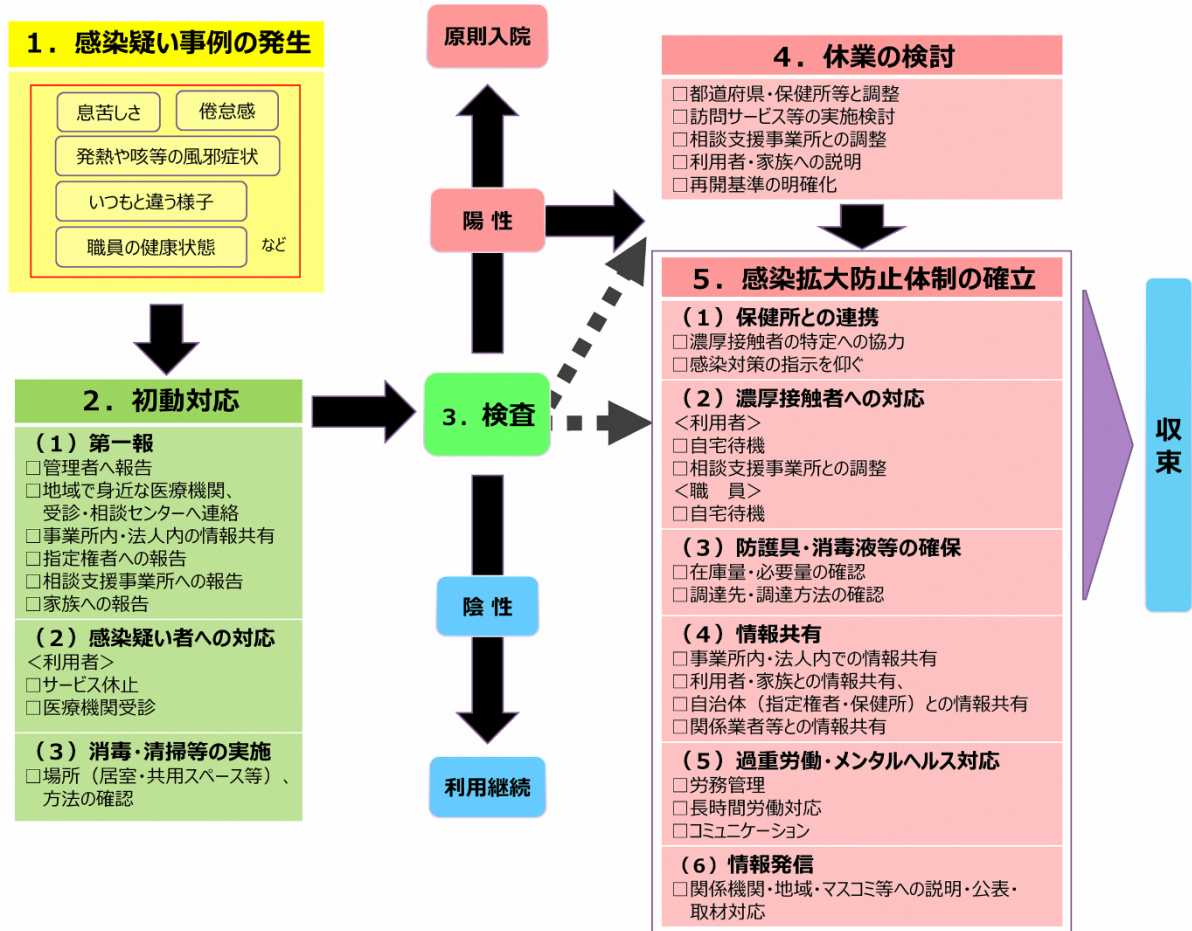 1．感染疑い事例の発生
息苦しさ
倦怠感
発熱や咳等の風邪症状
いつもと違う様子
職員の健康状態
など
2．初動対応
（1）第一報
□管理者へ報告
□地域で身近な医療機関、
受診・相談センターへ連絡
□事業所内・法人内の情報共有
□指定権者への報告
□相談支援事業所への報告
□家族への報告
（2）感染疑い者への対応
＜利用者＞
□サービス休止
□医療機関受診
（3）消毒・清掃等の実施
□場所（居室・共用スペース等）、
方法の確認
原則入院
陽 性
3．検査
陰 性
利用継続
4．休業の検討
□都道府県・保健所等と調整
□訪問サービス等の実施検討
□相談支援事業所との調整
□利用者・家族への説明
□再開基準の明確化
5．感染拡大防止体制の確立
（1）保健所との連携
□濃厚接触者の特定への協力
□感染対策の指示を仰ぐ
（2）濃厚接触者への対応
＜利用者＞
□自宅待機
□相談支援事業所との調整
＜職　員＞
□自宅待機
（3）防護具・消毒液等の確保
□在庫量・必要量の確認
□調達先・調達方法の確認
（4）情報共有
□事業所内・法人内での情報共有
□利用者・家族との情報共有、
□自治体（指定権者・保健所）との情報共有
□関係業者等との情報共有
（5）過重労働・メンタルヘルス対応
□労務管理
□長時間労働対応
□コミュニケーション
（6）情報発信
□関係機関・地域・マスコミ等への説明・公表・
取材対応
収束